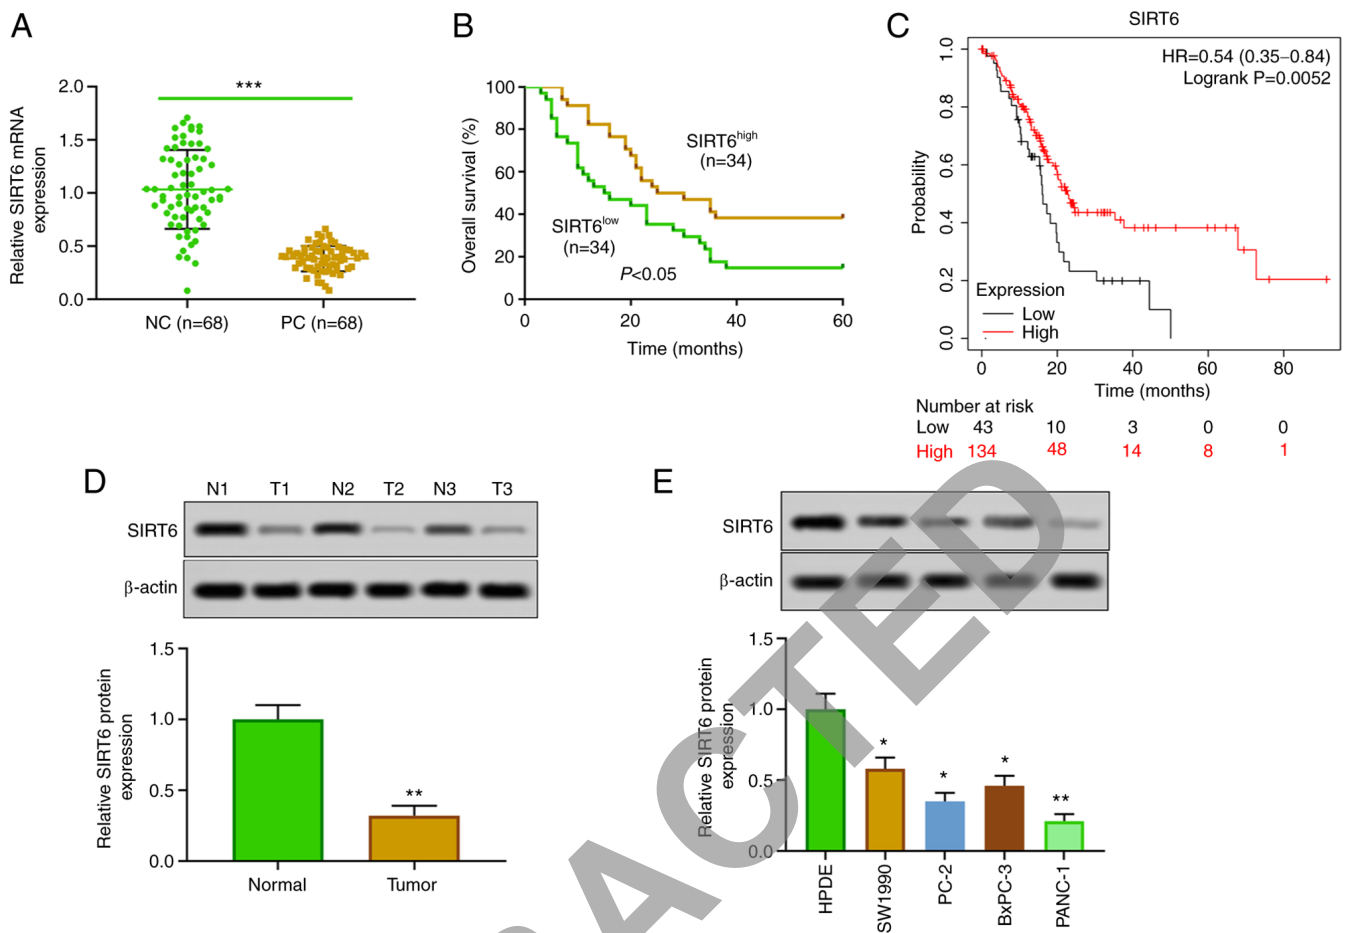 A
Relative SIRT6 mRNA
expression
2.0
1.5
1.0
0.5
0.0
***
NC (n=68)
PC (n=68)
B
Overall survival (%)
100
80
60
40
20
0
SIRT6high
(n=34)
SIRT6low
(n=34)
P<0.05
0
20
40
60
Time (months)
C
SIRT6
Probability
1.0
0.8
0.6
0.4
0.2
0.0
HR=0.54 (0.35–0.84)
Logrank P=0.0052
Expression
Low
High
0
20
40
60
80
Time (months)
Number at risk
Low 43 10 3 0 0
High 134 48 14 8 1
D
N1 T1 N2 T2 N3 T3
SIRT6
β-actin
Relative SIRT6 protein
expression
1.5
1.0
0.5
0.0
**
Normal
Tumor
E
SIRT6
β-actin
Relative SIRT6 protein
expression
1.5
1.0
0.5
0.0
*
*
*
**
HPDE
SW1990
PC-2
BxPC-3
PANC-1
RACTED